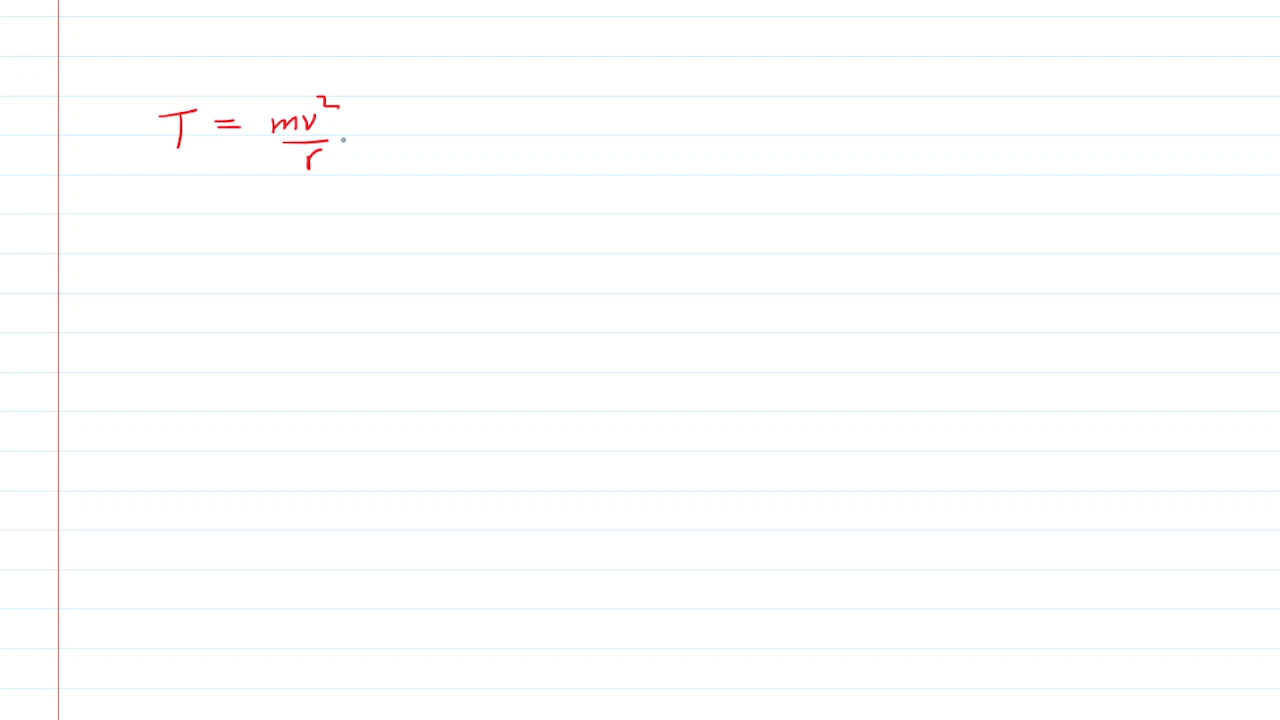 T = mv²/r